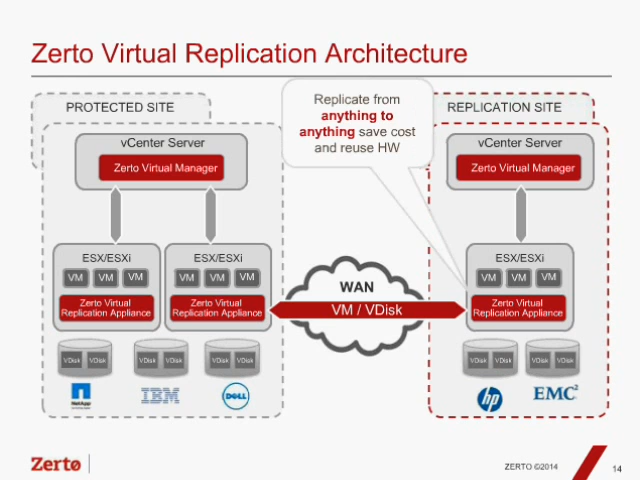 Zerto Virtual Replication Architecture
PROTECTED SITE
vCenter Server
Zerto Virtual Manager
Replicate from
anything to
anything save cost
and reuse HW
REPLICATION SITE
vCenter Server
Zerto Virtual Manager
ESX/ESXi
VM VM VM
Zerto Virtual
Replication Appliance
ESX/ESXi
VM VM VM
Zerto Virtual
Replication Appliance
WAN
VM / VDisk
ESX/ESXi
VM VM VM
Zerto Virtual
Replication Appliance
VDisk VDisk
VDisk VDisk
VDisk VDisk
VDisk VDisk
VDisk VDisk
NetApp
IBM
DELL
hp
EMC²
Zerto
ZERTO ©2014
14